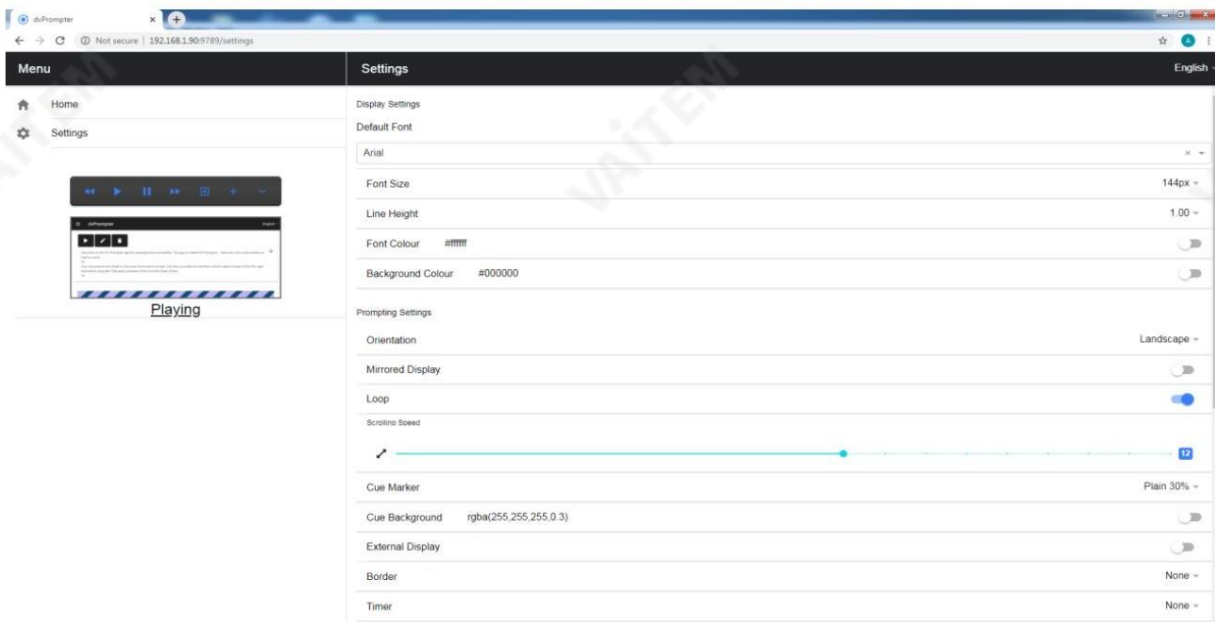 dvPrompter
Not secure | 192.168.1.90:9789/settings
Menu
Settings
English
Home
Settings
dvPrompter
English
Playing
Display Settings
Default Font
Arial
Font Size 144px
Line Height 1.00
Font Colour #ffffff
Background Colour #000000
Prompting Settings
Orientation Landscape
Mirrored Display
Loop
Scrolling Speed
12
Cue Marker Plain 30%
Cue Background rgba(255,255,255,0.3)
External Display
Border None
Timer None
VAITEM
VAITEM